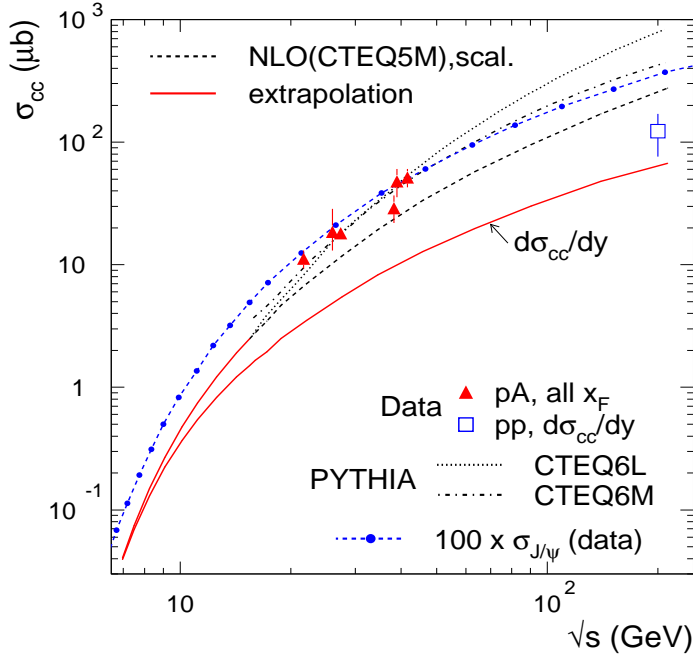 σcc (μb)
10³
10²
10
1
10⁻¹
NLO(CTEQ5M),scal.
extrapolation
dσcc/dy
Data
pA, all xF
pp, dσcc/dy
PYTHIA
CTEQ6L
CTEQ6M
100 x σJ/ψ (data)
10
10²
√s (GeV)